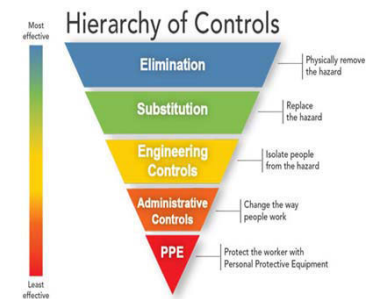 Most
effective
Hierarchy of Controls
Elimination
Physically remove
the hazard
Substitution
Replace
the hazard
Engineering
Controls
Isolate people
from the hazard
Administrative
Controls
Change the way
people work
PPE
Protect the worker with
Personal Protective Equipment
Least
effective